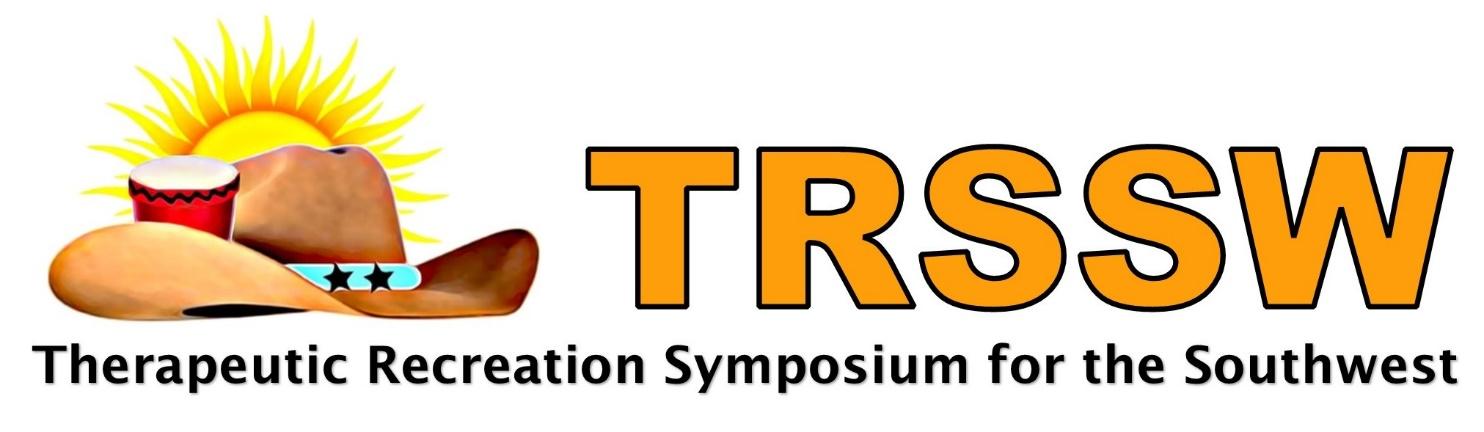 TRSSW
Therapeutic Recreation Symposium for the Southwest